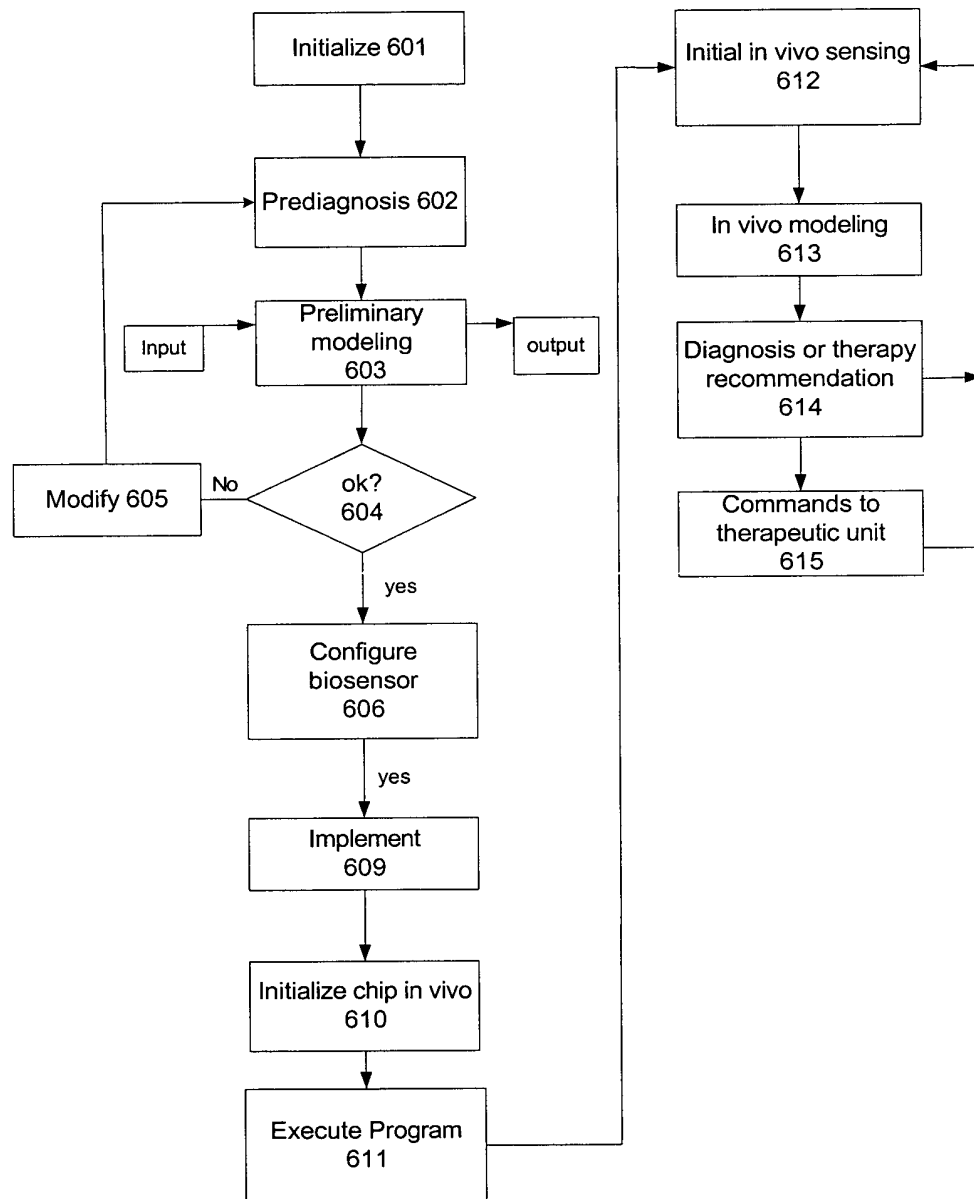 Initialize 601
Prediagnosis 602
Input
Preliminary
modeling
603
output
Modify 605
No
ok?
604
yes
Configure
biosensor
606
yes
Implement
609
Initialize chip in vivo
610
Execute Program
611
Initial in vivo sensing
612
In vivo modeling
613
Diagnosis or therapy
recommendation
614
Commands to
therapeutic unit
615